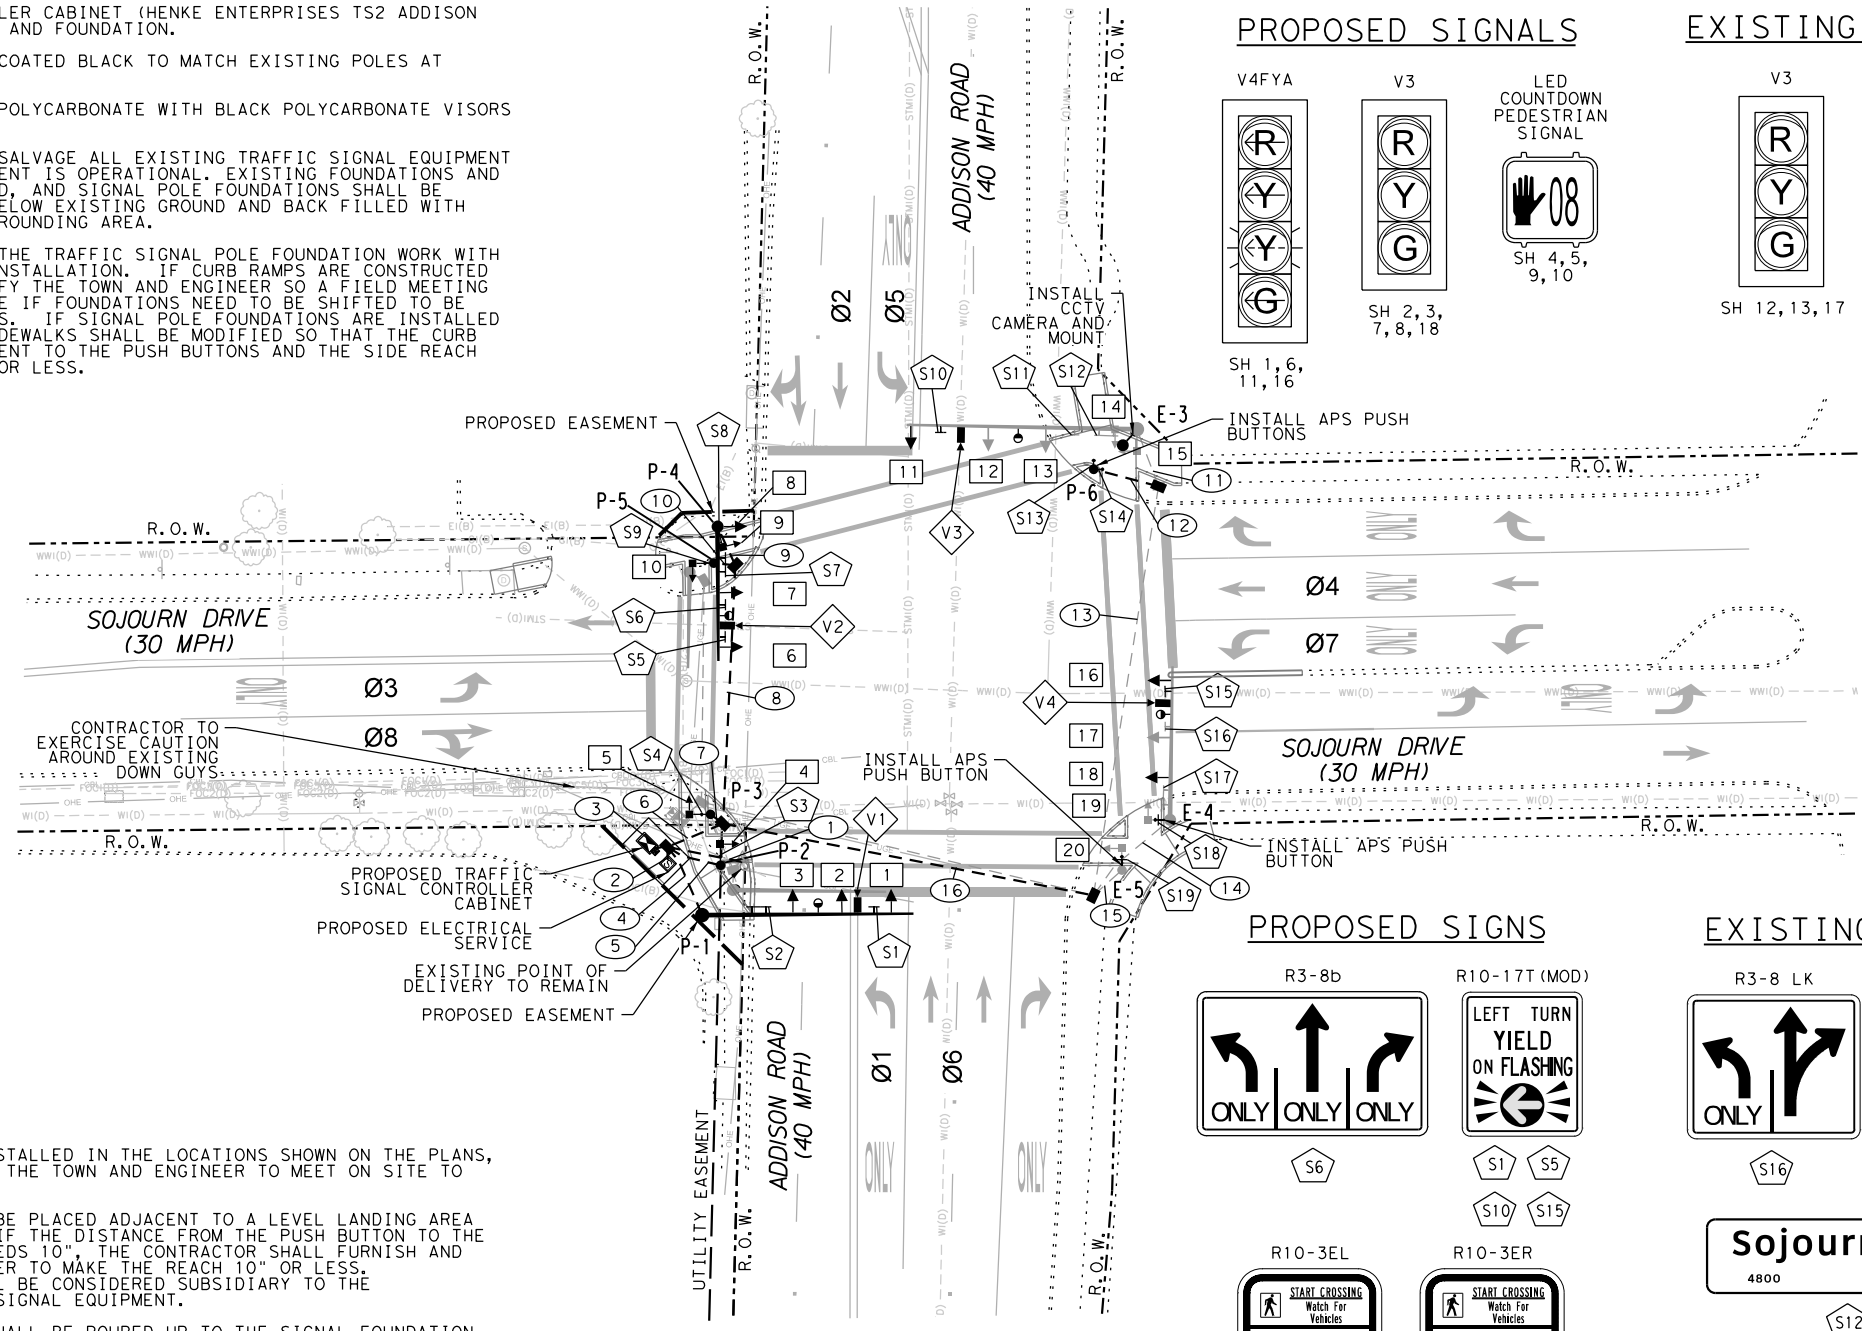 LER CABINET (HENKE ENTERPRISES TS2 ADDISON
AND FOUNDATION.
COATED BLACK TO MATCH EXISTING POLES AT
POLYCARBONATE WITH BLACK POLYCARBONATE VISORS
SALVAGE ALL EXISTING TRAFFIC SIGNAL EQUIPMENT
ENT IS OPERATIONAL. EXISTING FOUNDATIONS AND
D, AND SIGNAL POLE FOUNDATIONS SHALL BE
ELOW EXISTING GROUND AND BACK FILLED WITH
ROUNDING AREA.
THE TRAFFIC SIGNAL POLE FOUNDATION WORK WITH
NSTALLATION. IF CURB RAMPS ARE CONSTRUCTED
FY THE TOWN AND ENGINEER SO A FIELD MEETING
E IF FOUNDATIONS NEED TO BE SHIFTED TO BE
S. IF SIGNAL POLE FOUNDATIONS ARE INSTALLED
DEWALKS SHALL BE MODIFIED SO THAT THE CURB
ENT TO THE PUSH BUTTONS AND THE SIDE REACH
OR LESS.
PROPOSED SIGNALS
V4FYA
R
Y
Y
G
SH 1,6,
11,16
V3
R
Y
G
SH 2,3,
7,8,18
LED
COUNTDOWN
PEDESTRIAN
SIGNAL
08
SH 4,5,
9,10
EXISTING
V3
R
Y
G
SH 12,13,17
R.O.W.
ADDISON ROAD
(40 MPH)
R.O.W.
ONLY
Ø2
Ø5
INSTALL
CCTV
CAMERA AND
MOUNT
S10
S11
S12
14
E-3
INSTALL APS PUSH
BUTTONS
15
R.O.W.
11
11
12
13
P-6
S13
S14
12
V3
PROPOSED EASEMENT
S8
P-4
P-5
10
8
9
S9
9
10
S7
7
S6
V2
S5
6
8
R.O.W.
SOJOURN DRIVE
(30 MPH)
Ø3
Ø8
Ø4
Ø7
13
16
S15
V4
17
S16
18
S17
19
E-4
SOJOURN DRIVE
(30 MPH)
R.O.W.
INSTALL APS PUSH
BUTTON
INSTALL APS
PUSH BUTTON
CONTRACTOR TO
EXERCISE CAUTION
AROUND EXISTING
DOWN GUYS
5
S4
7
4
3
6
P-3
S3
1
V1
R.O.W.
P-2
2
3
2
1
16
20
S18
S19
14
E-5
15
PROPOSED TRAFFIC
SIGNAL CONTROLLER
CABINET
4
PROPOSED ELECTRICAL
SERVICE
5
P-1
S2
S1
EXISTING POINT OF
DELIVERY TO REMAIN
PROPOSED EASEMENT
UTILITY EASEMENT
R.O.W.
ADDISON ROAD
(40 MPH)
Ø1
Ø6
ONLY
ONLY
R.O.W.
PROPOSED SIGNS
R3-8b
ONLY ONLY ONLY
S6
R10-17T(MOD)
LEFT TURN
YIELD
ON FLASHING
S1 S5
S10 S15
EXISTING
R3-8 LK
ONLY
S16
R10-3EL
START CROSSING
Watch For
Vehicles
R10-3ER
START CROSSING
Watch For
Vehicles
Sojour
4800
S12
STALLED IN THE LOCATIONS SHOWN ON THE PLANS,
THE TOWN AND ENGINEER TO MEET ON SITE TO
BE PLACED ADJACENT TO A LEVEL LANDING AREA
IF THE DISTANCE FROM THE PUSH BUTTON TO THE
EDS 10", THE CONTRACTOR SHALL FURNISH AND
ER TO MAKE THE REACH 10" OR LESS.
L BE CONSIDERED SUBSIDIARY TO THE
SIGNAL EQUIPMENT.
HALL BE POURED UP TO THE SIGNAL FOUNDATION